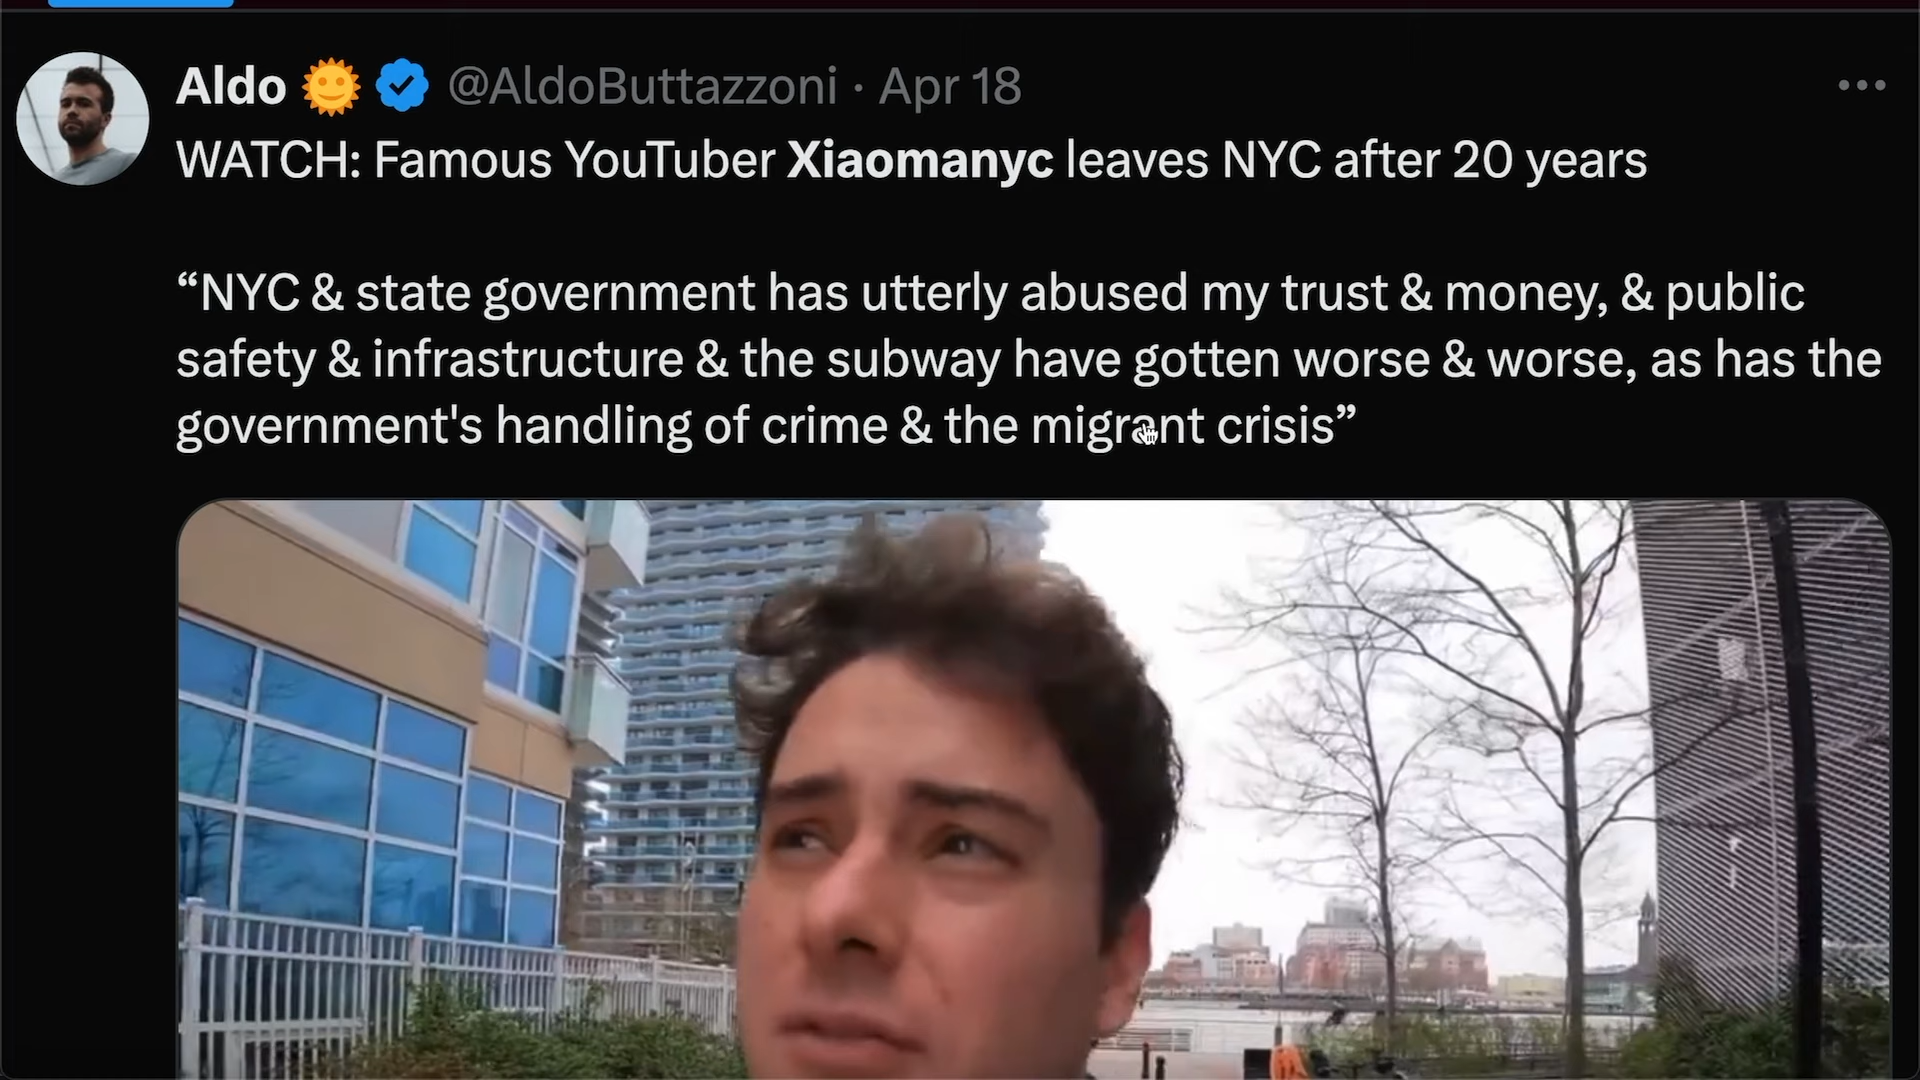 Aldo 🌞 @AldoButtazzoni · Apr 18
WATCH: Famous YouTuber Xiaomanyc leaves NYC after 20 years
“NYC & state government has utterly abused my trust & money, & public
safety & infrastructure & the subway have gotten worse & worse, as has the
government's handling of crime & the migrant crisis”